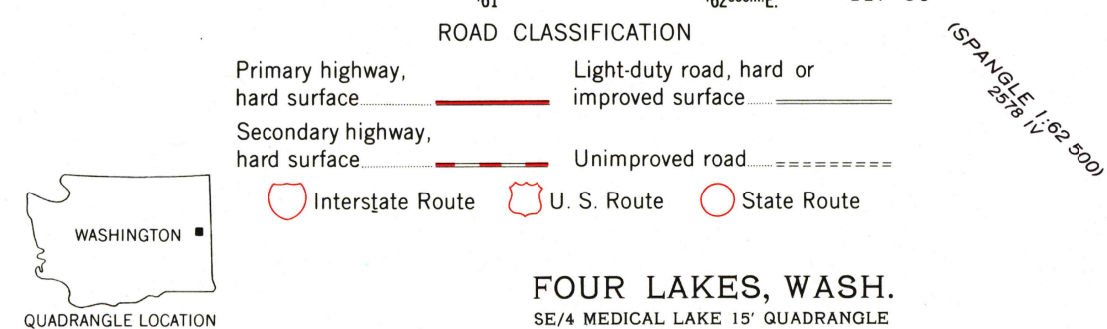 ROAD CLASSIFICATION
Primary highway,
hard surface
Light-duty road, hard or
improved surface
Secondary highway,
hard surface
Unimproved road
Interstate Route
U. S. Route
State Route
(SPANGLE 1:62 500)
2578 IV
WASHINGTON
QUADRANGLE LOCATION
FOUR LAKES, WASH.
SE/4 MEDICAL LAKE 15' QUADRANGLE